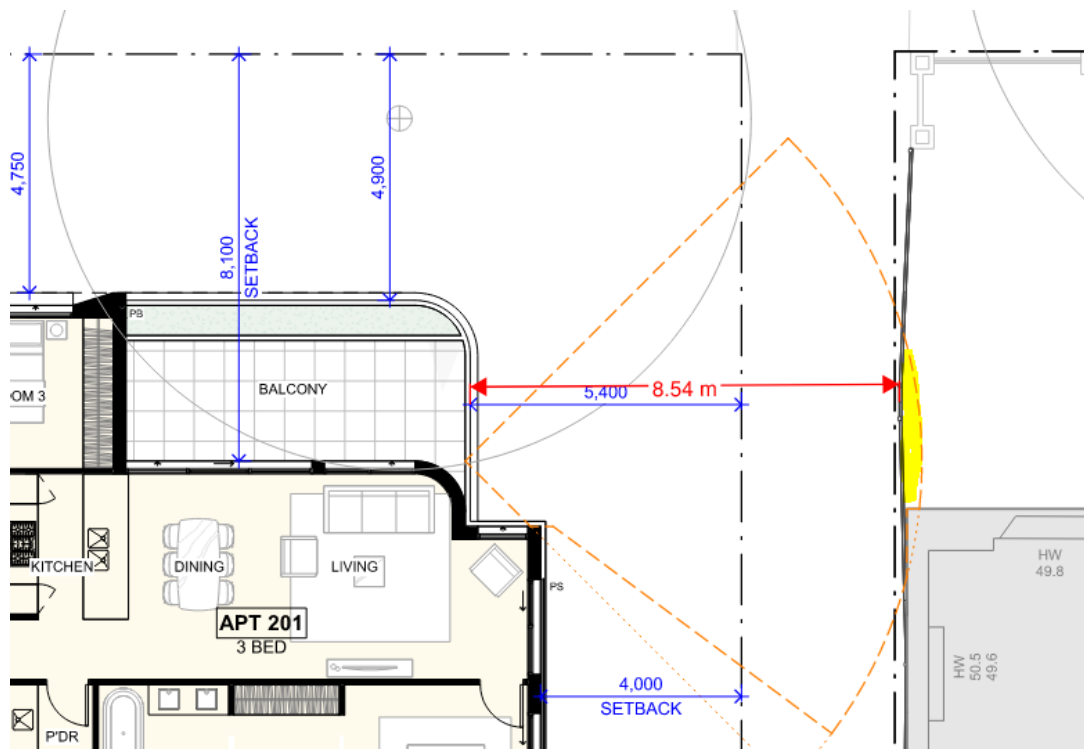 4,750
8,100
SETBACK
4,900
PB
OM 3
BALCONY
5,400
8.54 m
KITCHEN
DINING
LIVING
PS
HW
49.8
APT 201
3 BED
HW
50.5
49.6
4,000
SETBACK
P'DR